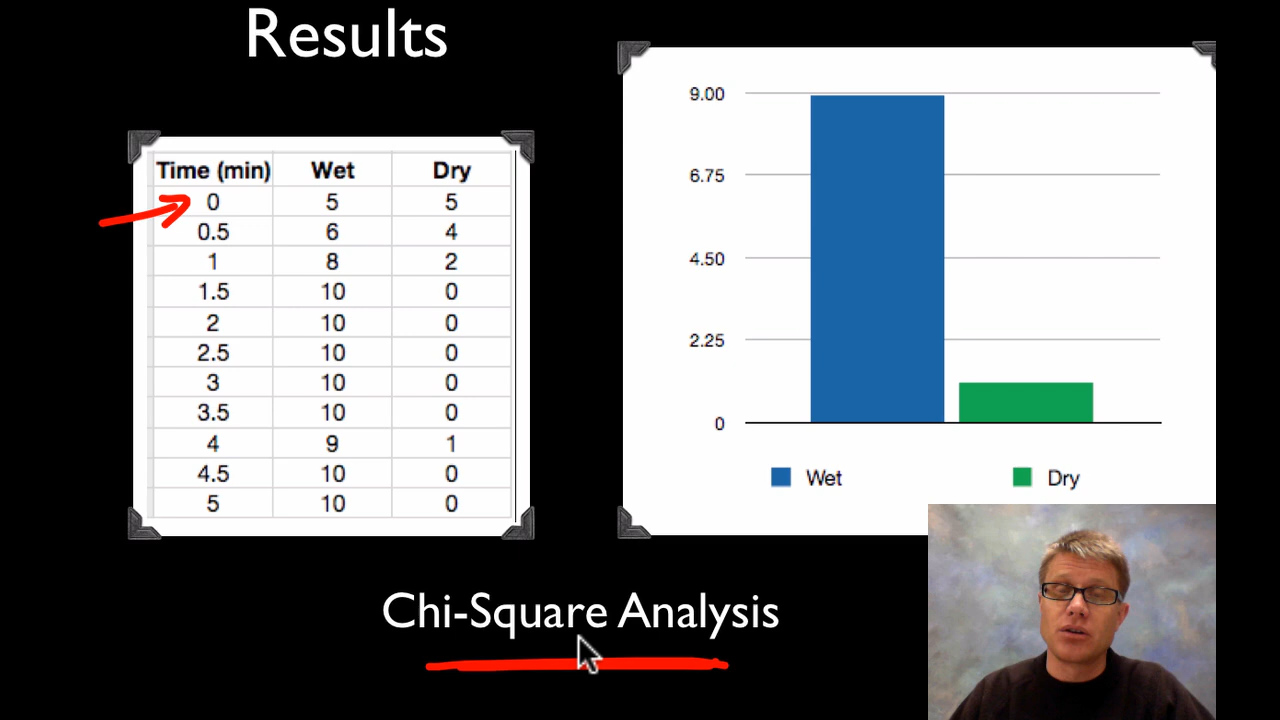 Results
Time (min) Wet Dry
0 5 5
0.5 6 4
1 8 2
1.5 10 0
2 10 0
2.5 10 0
3 10 0
3.5 10 0
4 9 1
4.5 10 0
5 10 0
9.00
6.75
4.50
2.25
0
Wet Dry
Chi-Square Analysis